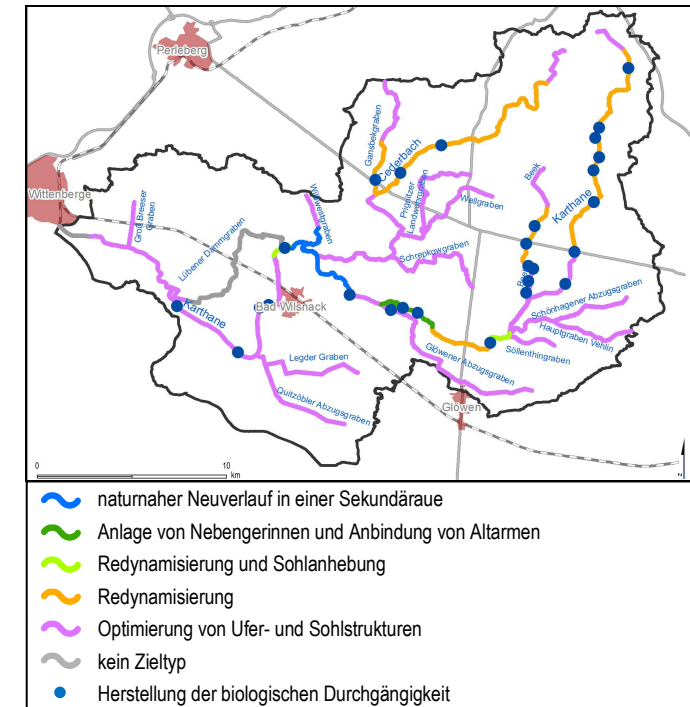 Perleberg
Wittenberge
Groß Breeser
Graben
Lübener Dammgraben
Karthane
Gansbekgraben
Cederbach
Prignitzer
Landwehrgraben
Wellgraben
Schrepkowgraben
Beek
Karthane
Bad Wilsnack
Schönhagener Abzugsgraben
Hauptgraben Vehlin
Söllenthingraben
Glöwener Abzugsgraben
Legder Graben
Quitzöbler Abzugsgraben
Glöwen
0 10
km
naturnaher Neuverlauf in einer Sekundäraue
Anlage von Nebengerinnen und Anbindung von Altarmen
Redynamisierung und Sohlanhebung
Redynamisierung
Optimierung von Ufer- und Sohlstrukturen
kein Zieltyp
Herstellung der biologischen Durchgängigkeit